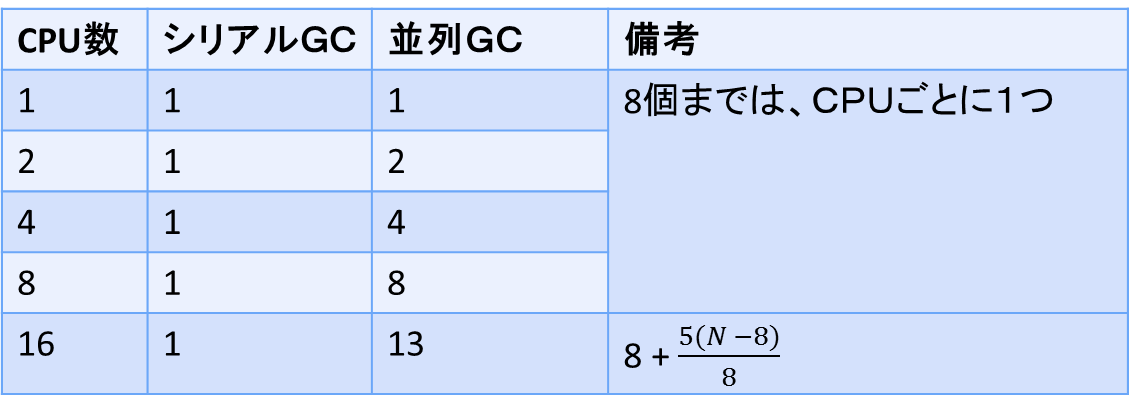 CPU数 シリアルＧＣ 並列ＧＣ 備考
1 1 1 8個までは、ＣＰＵごとに１つ
2 1 2
4 1 4
8 1 8
16 1 13 8 + 5(N −8)/8